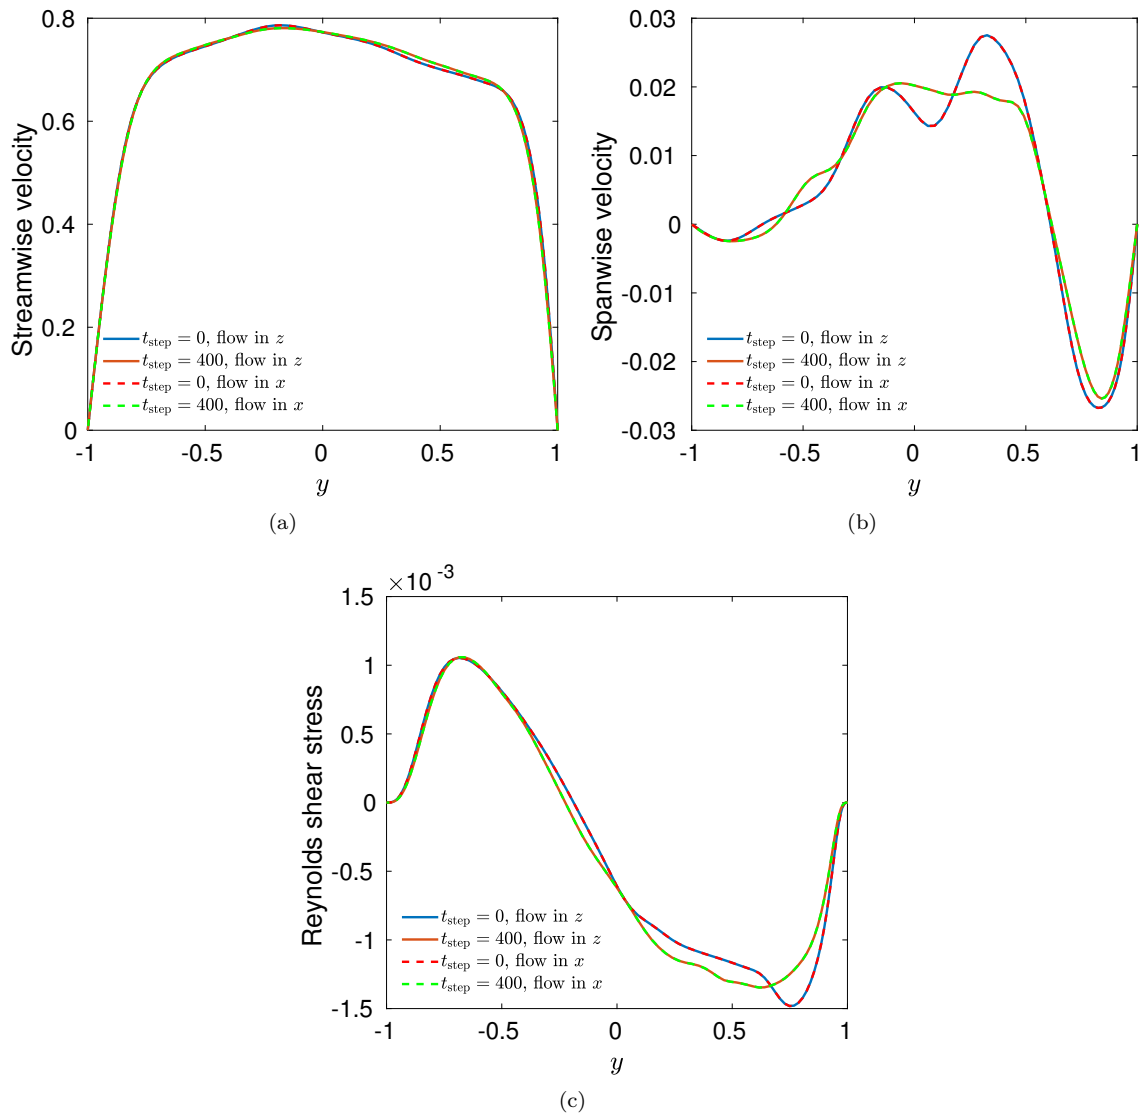 Streamwise velocity
0.8
0.6
0.4
0.2
0
t_step = 0, flow in z
t_step = 400, flow in z
t_step = 0, flow in x
t_step = 400, flow in x
-1 -0.5 0 0.5 1
y
(a)
Spanwise velocity
0.03
0.02
0.01
0
-0.01
-0.02
-0.03
t_step = 0, flow in z
t_step = 400, flow in z
t_step = 0, flow in x
t_step = 400, flow in x
-1 -0.5 0 0.5 1
y
(b)
×10^-3
Reynolds shear stress
1.5
1
0.5
0
-0.5
-1
-1.5
t_step = 0, flow in z
t_step = 400, flow in z
t_step = 0, flow in x
t_step = 400, flow in x
-1 -0.5 0 0.5 1
y
(c)